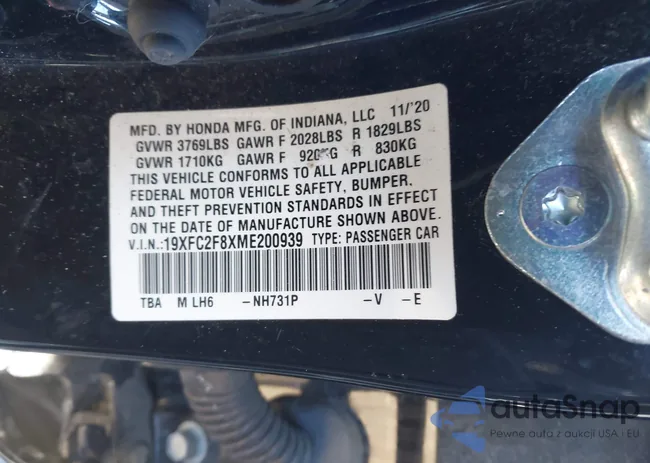 MFD. BY HONDA MFG. OF INDIANA, LLC 11/'20
GVWR 3769LBS GAWR F 2028LBS R 1829LBS
GVWR 1710KG GAWR F 920KG R 830KG
THIS VEHICLE CONFORMS TO ALL APPLICABLE
FEDERAL MOTOR VEHICLE SAFETY, BUMPER,
AND THEFT PREVENTION STANDARDS IN EFFECT
ON THE DATE OF MANUFACTURE SHOWN ABOVE.
V.I.N.:19XFC2F8XME200939 TYPE: PASSENGER CAR
TBA M LH6 -NH731P -V -E
autoSnap
Pewne auta z aukcji USA i EU